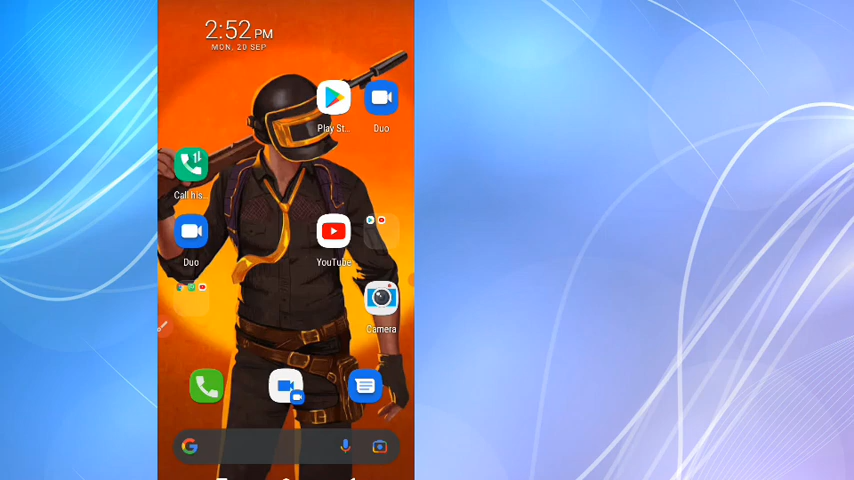 2:52 PM
MON, 20 SEP
Play St..
Duo
Call his..
Duo
YouTube
Camera